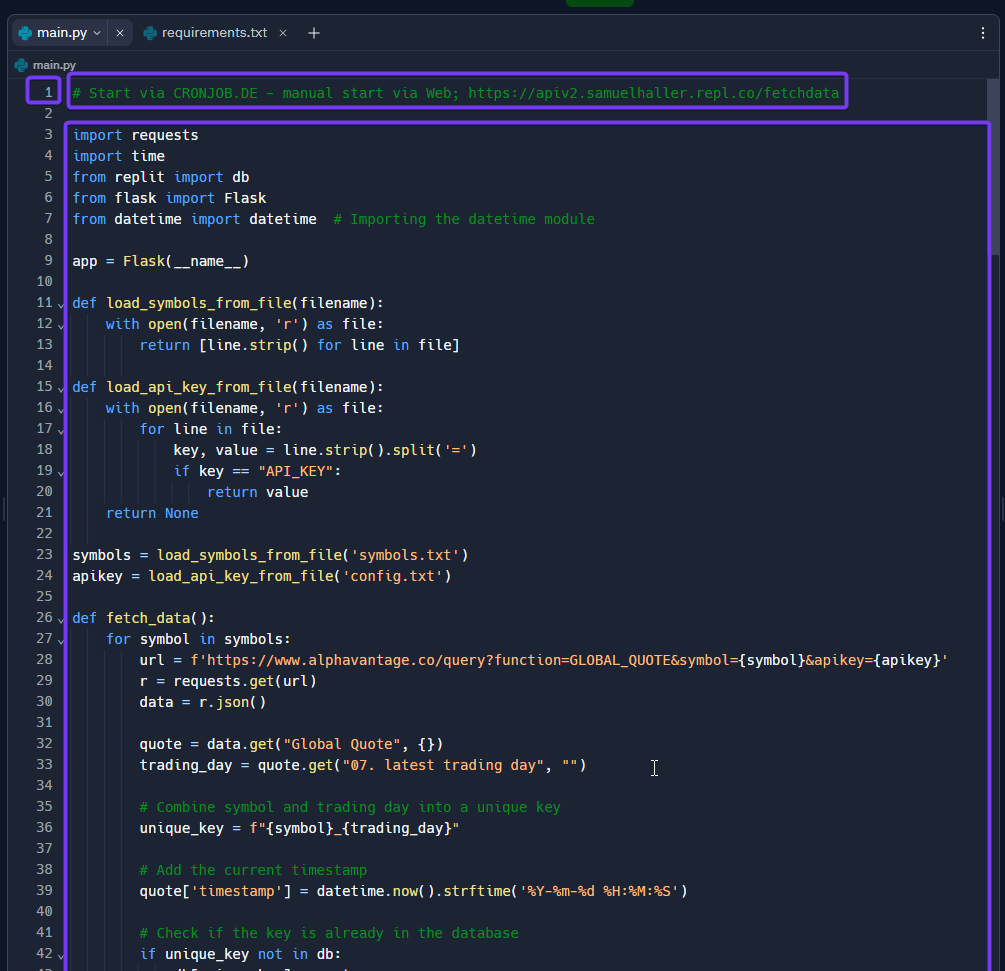 main.py
requirements.txt
main.py
1 # Start via CRONJOB.DE - manual start via Web; https://apiv2.samuelhaller.repl.co/fetchdata
2
3 import requests
4 import time
5 from replit import db
6 from flask import Flask
7 from datetime import datetime  # Importing the datetime module
8
9 app = Flask(__name__)
10
11 def load_symbols_from_file(filename):
12     with open(filename, 'r') as file:
13         return [line.strip() for line in file]
14
15 def load_api_key_from_file(filename):
16     with open(filename, 'r') as file:
17         for line in file:
18             key, value = line.strip().split('=')
19             if key == "API_KEY":
20                 return value
21     return None
22
23 symbols = load_symbols_from_file('symbols.txt')
24 apikey = load_api_key_from_file('config.txt')
25
26 def fetch_data():
27     for symbol in symbols:
28         url = f'https://www.alphavantage.co/query?function=GLOBAL_QUOTE&symbol={symbol}&apikey={apikey}'
29         r = requests.get(url)
30         data = r.json()
31
32         quote = data.get("Global Quote", {})
33         trading_day = quote.get("07. latest trading day", "")
34
35         # Combine symbol and trading day into a unique key
36         unique_key = f"{symbol}_{trading_day}"
37
38         # Add the current timestamp
39         quote['timestamp'] = datetime.now().strftime('%Y-%m-%d %H:%M:%S')
40
41         # Check if the key is already in the database
42         if unique_key not in db: